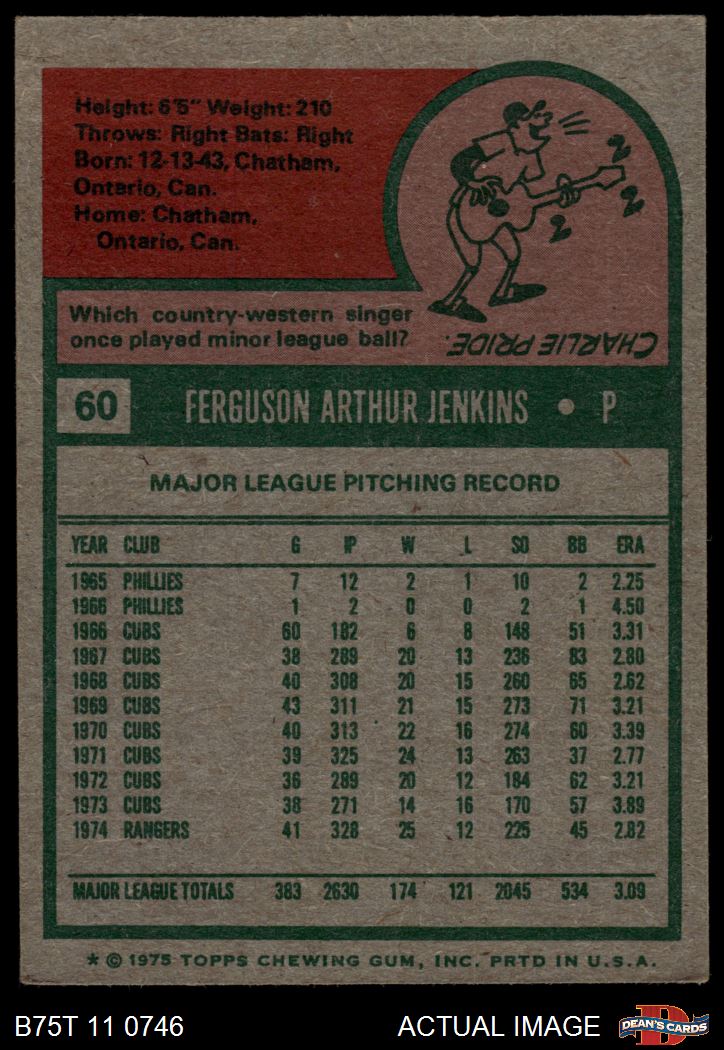 Height: 6'5" Weight: 210
Throws: Right Bats: Right
Born: 12-13-43, Chatham,
Ontario, Can.
Home: Chatham,
Ontario, Can.
Z
Z
Z
Which country-western singer
once played minor league ball?
CHARLIE PRIDE.
60 FERGUSON ARTHUR JENKINS • P
MAJOR LEAGUE PITCHING RECORD
YEAR CLUB G IP W L SO BB ERA
1965 PHILLIES 7 12 2 1 10 2 2.25
1966 PHILLIES 1 2 0 0 2 1 4.50
1966 CUBS 60 182 6 8 148 51 3.31
1967 CUBS 38 289 20 13 236 83 2.80
1968 CUBS 40 308 20 15 260 65 2.62
1969 CUBS 43 311 21 15 273 71 3.21
1970 CUBS 40 313 22 16 274 60 3.39
1971 CUBS 39 325 24 13 263 37 2.77
1972 CUBS 36 289 20 12 184 62 3.21
1973 CUBS 38 271 14 16 170 57 3.89
1974 RANGERS 41 328 25 12 225 45 2.82
MAJOR LEAGUE TOTALS 383 2630 174 121 2045 534 3.09
* © 1975 TOPPS CHEWING GUM, INC. PRTD IN U.S.A.
B75T 11 0746 ACTUAL IMAGE
D
DEAN'S CARDS